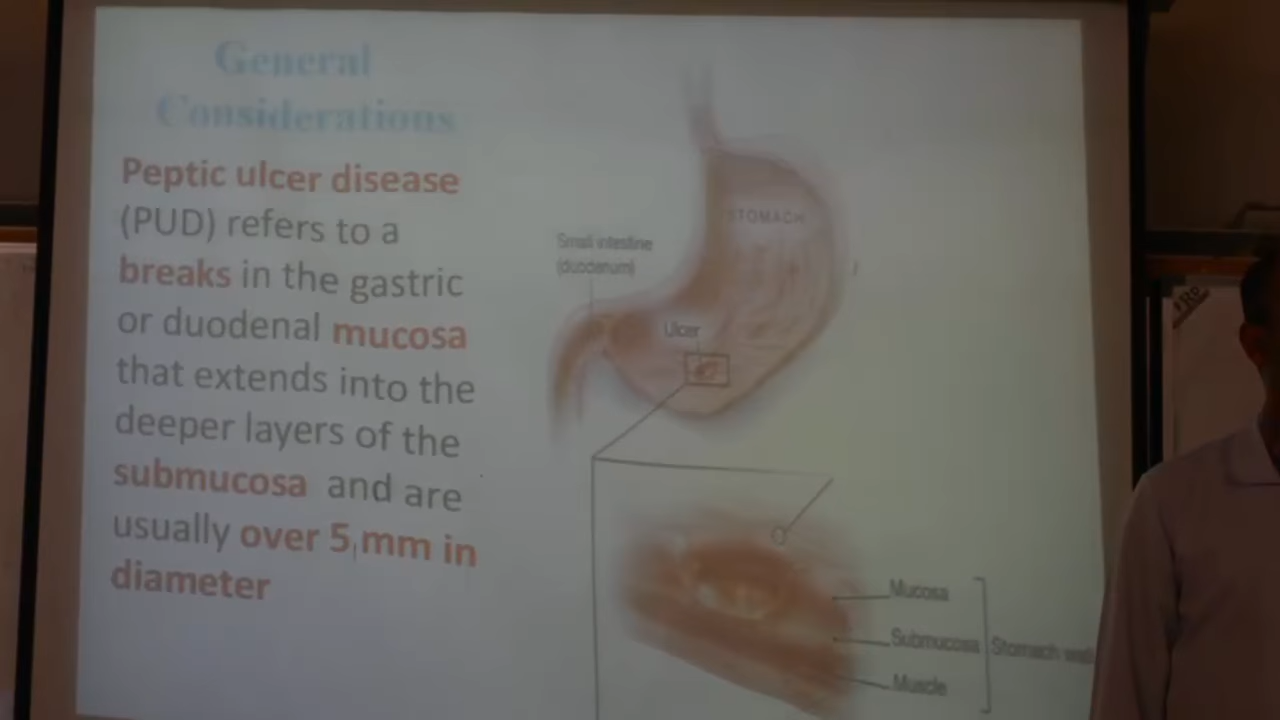 General
Considerations
Peptic ulcer disease
(PUD) refers to a
breaks in the gastric
or duodenal mucosa
that extends into the
deeper layers of the
submucosa and are
usually over 5 mm in
diameter
STOMACH
Small intestine
(duodenum)
Ulcer
Mucosa
Submucosa
Stomach wall
Muscle